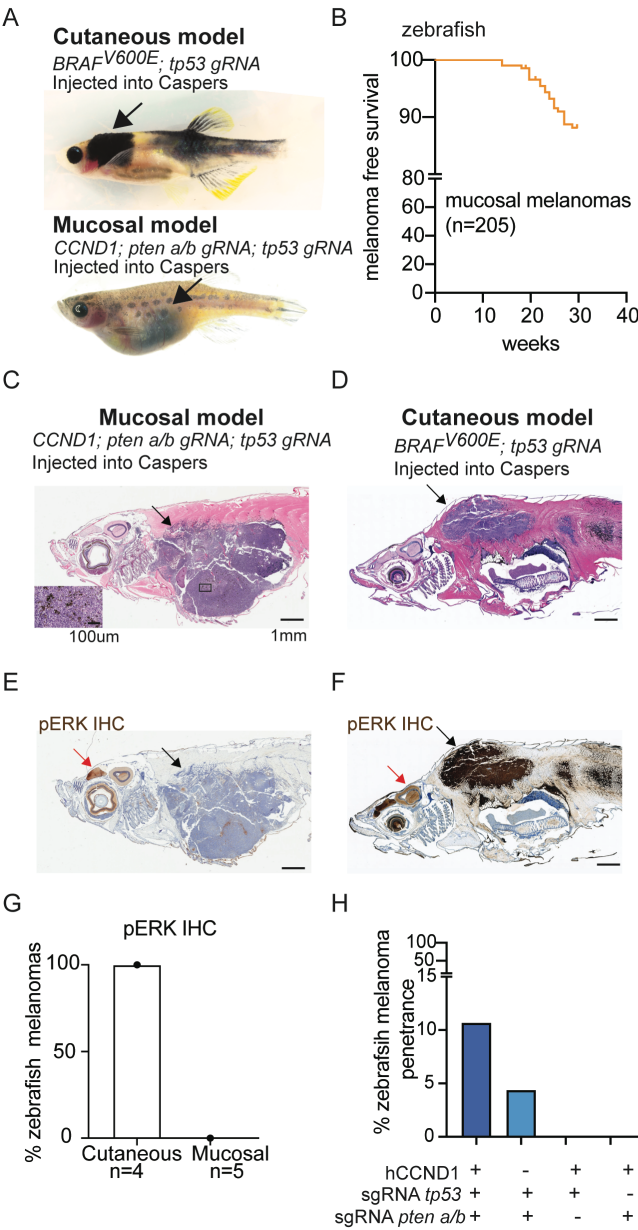 A
Cutaneous model
BRAFV600E; tp53 gRNA
Injected into Caspers
Mucosal model
CCND1; pten a/b gRNA; tp53 gRNA
Injected into Caspers
B
zebrafish
melanoma free survival
100
90
80
60
40
20
0
mucosal melanomas
(n=205)
0 10 20 30 40
weeks
C
Mucosal model
CCND1; pten a/b gRNA; tp53 gRNA
Injected into Caspers
100um
1mm
D
Cutaneous model
BRAFV600E; tp53 gRNA
Injected into Caspers
E
pERK IHC
F
pERK IHC
G
pERK IHC
% zebrafish melanomas
100
50
0
Cutaneous Mucosal
n=4 n=5
H
% zebrafsih melanoma
penetrance
100
50
15
10
5
0
hCCND1 + - + +
sgRNA tp53 + + + -
sgRNA pten a/b + + - +